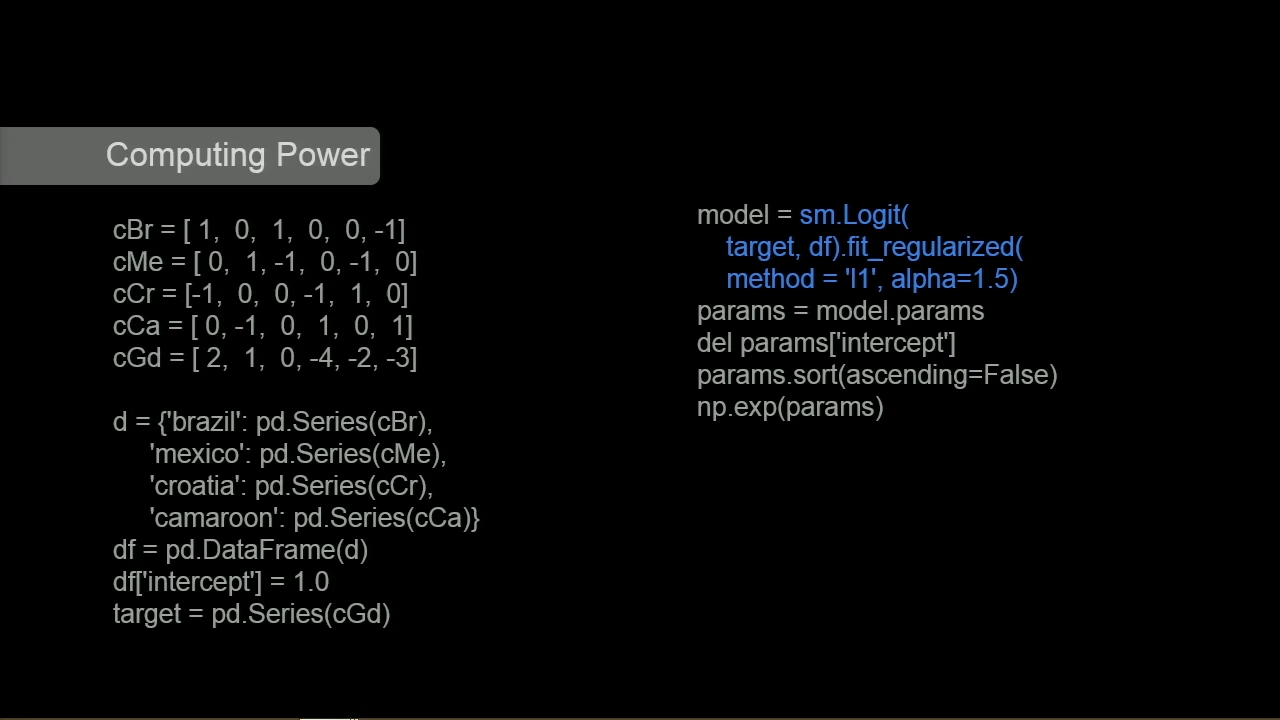 Computing Power
cBr = [ 1, 0, 1, 0, 0, -1]
cMe = [ 0, 1, -1, 0, -1, 0]
cCr = [-1, 0, 0, -1, 1, 0]
cCa = [ 0, -1, 0, 1, 0, 1]
cGd = [ 2, 1, 0, -4, -2, -3]
d = {'brazil': pd.Series(cBr),
'mexico': pd.Series(cMe),
'croatia': pd.Series(cCr),
'camaroon': pd.Series(cCa)}
df = pd.DataFrame(d)
df['intercept'] = 1.0
target = pd.Series(cGd)
model = sm.Logit(
target, df).fit_regularized(
method = 'l1', alpha=1.5)
params = model.params
del params['intercept']
params.sort(ascending=False)
np.exp(params)